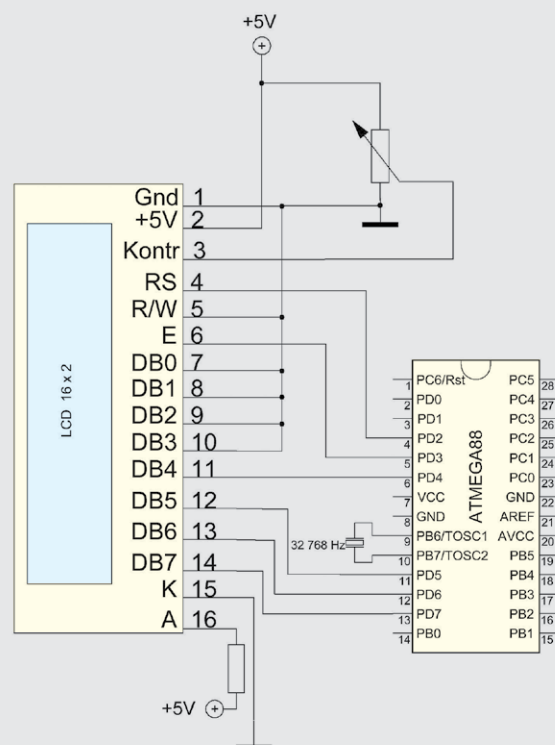 +5V
Gnd 1
+5V 2
Kontr 3
RS 4
R/W 5
E 6
DB0 7
DB1 8
DB2 9
DB3 10
DB4 11
DB5 12
DB6 13
DB7 14
K 15
A 16
LCD 16 x 2
+5V
32 768 Hz
ATMEGA88
1 PC6/Rst
2 PD0
3 PD1
4 PD2
5 PD3
6 PD4
7 VCC
8 GND
9 PB6/TOSC1
10 PB7/TOSC2
11 PD5
12 PD6
13 PD7
14 PB0
PC5 28
PC4 27
PC3 26
PC2 25
PC1 24
PC0 23
GND 22
AREF 21
AVCC 20
PB5 19
PB4 18
PB3 17
PB2 16
PB1 15